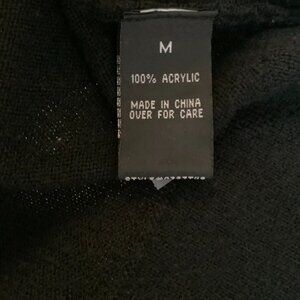 M
100% ACRYLIC
MADE IN CHINA
OVER FOR CARE